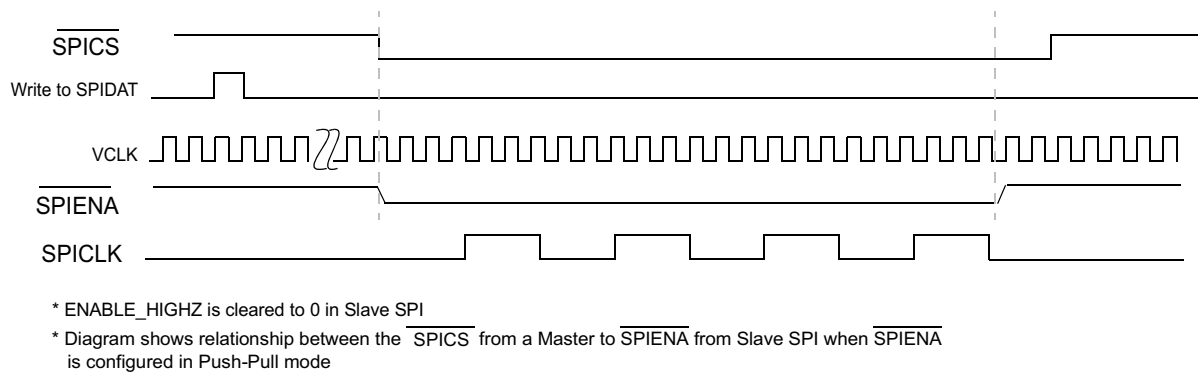 SPICS
Write to SPIDAT
VCLK
SPIENA
SPICLK
* ENABLE_HIGHZ is cleared to 0 in Slave SPI
* Diagram shows relationship between the SPICS from a Master to SPIENA from Slave SPI when SPIENA
is configured in Push-Pull mode